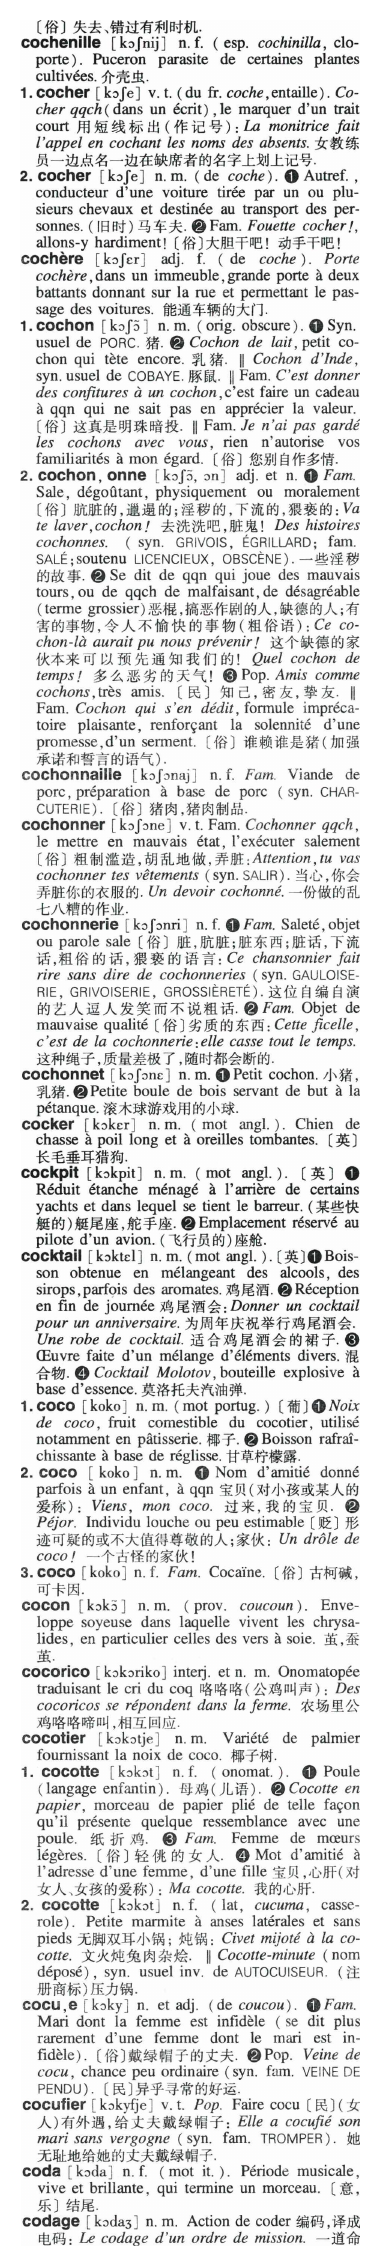 〔俗〕失去、错过有利时机.
cochenille [kɔʃnij] n. f. ( esp. cochinilla, clo-
porte). Puceron parasite de certaines plantes
cultivées. 介壳虫.
1. cocher [kɔʃe] v. t. (du fr. coche, entaille). Co-
cher qqch(dans un écrit), le marquer d'un trait
court 用短线标出(作记号): La monitrice fait
l'appel en cochant les noms des absents. 女教练
员一边点名一边在缺席者的名字上划上记号.
2. cocher [kɔʃe] n. m. (de coche). ❶ Autref. ,
conducteur d'une voiture tirée par un ou plu-
sieurs chevaux et destinée au transport des per-
sonnes. (旧时)马车夫. ❷ Fam. Fouette cocher!,
allons-y hardiment! 〔俗〕大胆干吧! 动手干吧!
cochère [kɔʃɛr] adj. f. ( de coche). Porte
cochère, dans un immeuble, grande porte à deux
battants donnant sur la rue et permettant le pas-
sage des voitures. 能通车辆的大门.
1. cochon [kɔʃɔ̃] n. m. (orig. obscure). ❶ Syn.
usuel de PORC. 猪. ❷ Cochon de lait, petit co-
chon qui tète encore. 乳猪. ‖ Cochon d'Inde,
syn. usuel de COBAYE. 豚鼠. ‖ Fam. C'est donner
des confitures à un cochon, c'est faire un cadeau
à qqn qui ne sait pas en apprécier la valeur.
〔俗〕这真是明珠暗投. ‖ Fam. Je n'ai pas gardé
les cochons avec vous, rien n'autorise vos
familiarités à mon égard. 〔俗〕您别自作多情.
2. cochon, onne [kɔʃɔ̃, ɔn] adj. et n. ❶ Fam.
Sale, dégoûtant, physiquement ou moralement
〔俗〕肮脏的,邋遢的;淫秽的,下流的,猥亵的: Va
te laver, cochon! 去洗洗吧,脏鬼! Des histoires
cochonnes. ( syn. GRIVOIS, ÉGRILLARD; fam.
SALÉ; soutenu LICENCIEUX, OBSCÈNE). 一些淫秽
的故事. ❷ Se dit de qqn qui joue des mauvais
tours, ou de qqch de malfaisant, de désagréable
(terme grossier)恶棍,搞恶作剧的人,缺德的人;有
害的事物,令人不愉快的事物(粗俗语): Ce co-
chon-là aurait pu nous prévenir! 这个缺德的家
伙本来可以预先通知我们的! Quel cochon de
temps! 多么恶劣的天气! ❸ Pop. Amis comme
cochons, très amis. 〔民〕知己,密友,挚友. ‖
Fam. Cochon qui s'en dédit, formule impréca-
toire plaisante, renforçant la solennité d'une
promesse, d'un serment. 〔俗〕谁赖谁是猪(加强
承诺和誓言的语气).
cochonnaille [kɔʃɔnaj] n. f. Fam. Viande de
porc, préparation à base de porc ( syn. CHAR-
CUTERIE). 〔俗〕猪肉,猪肉制品.
cochonner [kɔʃɔne] v. t. Fam. Cochonner qqch,
le mettre en mauvais état, l'exécuter salement
〔俗〕粗制滥造,胡乱地做,弄脏: Attention, tu vas
cochonner tes vêtements (syn. SALIR). 当心,你会
弄脏你的衣服的. Un devoir cochonné. 一份做的乱
七八糟的作业.
cochonnerie [kɔʃɔnri] n. f. ❶ Fam. Saleté, objet
ou parole sale〔俗〕脏,肮脏;脏东西;脏话,下流
话,粗俗的话,猥亵的语言: Ce chansonnier fait
rire sans dire de cochonneries (syn. GAULOISE-
RIE, GRIVOISERIE, GROSSIÈRETÉ). 这位自编自演
的艺人逗人发笑而不说粗话. ❷ Fam. Objet de
mauvaise qualité〔俗〕劣质的东西: Cette ficelle,
c'est de la cochonnerie: elle casse tout le temps.
这种绳子,质量差极了,随时都会断的.
cochonnet [kɔʃɔnɛ] n. m. ❶ Petit cochon. 小猪,
乳猪. ❷ Petite boule de bois servant de but à la
pétanque. 滚木球游戏用的小球.
cocker [kɔkɛr] n. m. ( mot angl. ). Chien de
chasse à poil long et à oreilles tombantes. 〔英〕
长毛垂耳猎狗.
cockpit [kɔkpit] n. m. ( mot angl. ). 〔英〕 ❶
Réduit étanche ménagé à l'arrière de certains
yachts et dans lequel se tient le barreur. (某些快
艇的)艇尾座,舵手座. ❷ Emplacement réservé au
pilote d'un avion. (飞行员的)座舱.
cocktail [kɔktɛl] n. m. (mot angl. ). 〔英〕❶ Bois-
son obtenue en mélangeant des alcools, des
sirops, parfois des aromates. 鸡尾酒. ❷ Réception
en fin de journée 鸡尾酒会: Donner un cocktail
pour un anniversaire. 为周年庆祝举行鸡尾酒会.
Une robe de cocktail. 适合鸡尾酒会的裙子. ❸
Œuvre faite d'un mélange d'éléments divers. 混
合物. ❹ Cocktail Molotov, bouteille explosive à
base d'essence. 莫洛托夫汽油弹.
1. coco [koko] n. m. (mot portug. ) 〔葡〕❶ Noix
de coco, fruit comestible du cocotier, utilisé
notamment en pâtisserie. 椰子. ❷ Boisson rafraî-
chissante à base de réglisse. 甘草柠檬露.
2. coco [koko] n. m. ❶ Nom d'amitié donné
parfois à un enfant, à qqn 宝贝(对小孩或某人的
爱称): Viens, mon coco. 过来,我的宝贝. ❷
Péjor. Individu louche ou peu estimable〔贬〕形
迹可疑的或不大值得尊敬的人;家伙: Un drôle de
coco! 一个古怪的家伙!
3. coco [koko] n. f. Fam. Cocaïne. 〔俗〕古柯碱,
可卡因.
cocon [kɔkɔ̃] n. m. ( prov. coucoun). Enve-
loppe soyeuse dans laquelle vivent les chrysa-
lides, en particulier celles des vers à soie. 茧,蚕
茧.
cocorico [kɔkɔriko] interj. et n. m. Onomatopée
traduisant le cri du coq 咯咯咯(公鸡叫声): Des
cocoricos se répondent dans la ferme. 农场里公
鸡咯咯啼叫,相互回应.
cocotier [kɔkɔtje] n. m. Variété de palmier
fournissant la noix de coco. 椰子树.
1. cocotte [kɔkɔt] n. f. ( onomat. ). ❶ Poule
(langage enfantin). 母鸡(儿语). ❷ Cocotte en
papier, morceau de papier plié de telle façon
qu'il présente quelque ressemblance avec une
poule. 纸折鸡. ❸ Fam. Femme de mœurs
légères. 〔俗〕轻佻的女人. ❹ Mot d'amitié à
l'adresse d'une femme, d'une fille 宝贝,心肝(对
女人、女孩的爱称): Ma cocotte. 我的心肝.
2. cocotte [kɔkɔt] n. f. ( lat, cucuma, casse-
role). Petite marmite à anses latérales et sans
pieds 无脚双耳小锅; 炖锅: Civet mijoté à la co-
cotte. 文火炖兔肉杂烩. ‖ Cocotte-minute (nom
déposé), syn. usuel inv. de AUTOCUISEUR. (注
册商标)压力锅.
cocu, e [kɔky] n. et adj. (de coucou). ❶ Fam.
Mari dont la femme est infidèle ( se dit plus
rarement d'une femme dont le mari est in-
fidèle). 〔俗〕戴绿帽子的丈夫. ❷ Pop. Veine de
cocu, chance peu ordinaire (syn. fam. VEINE DE
PENDU). 〔民〕异乎寻常的好运.
cocufier [kɔkyfje] v. t. Pop. Faire cocu〔民〕(女
人)有外遇,给丈夫戴绿帽子: Elle a cocufié son
mari sans vergogne ( syn. fam. TROMPER). 她
无耻地给她的丈夫戴绿帽子.
coda [kɔda] n. f. ( mot it. ). Période musicale,
vive et brillante, qui termine un morceau. 〔意,
乐〕结尾.
codage [kɔdaʒ] n. m. Action de coder 编码,译成
电码: Le codage d'un ordre de mission. 一道命